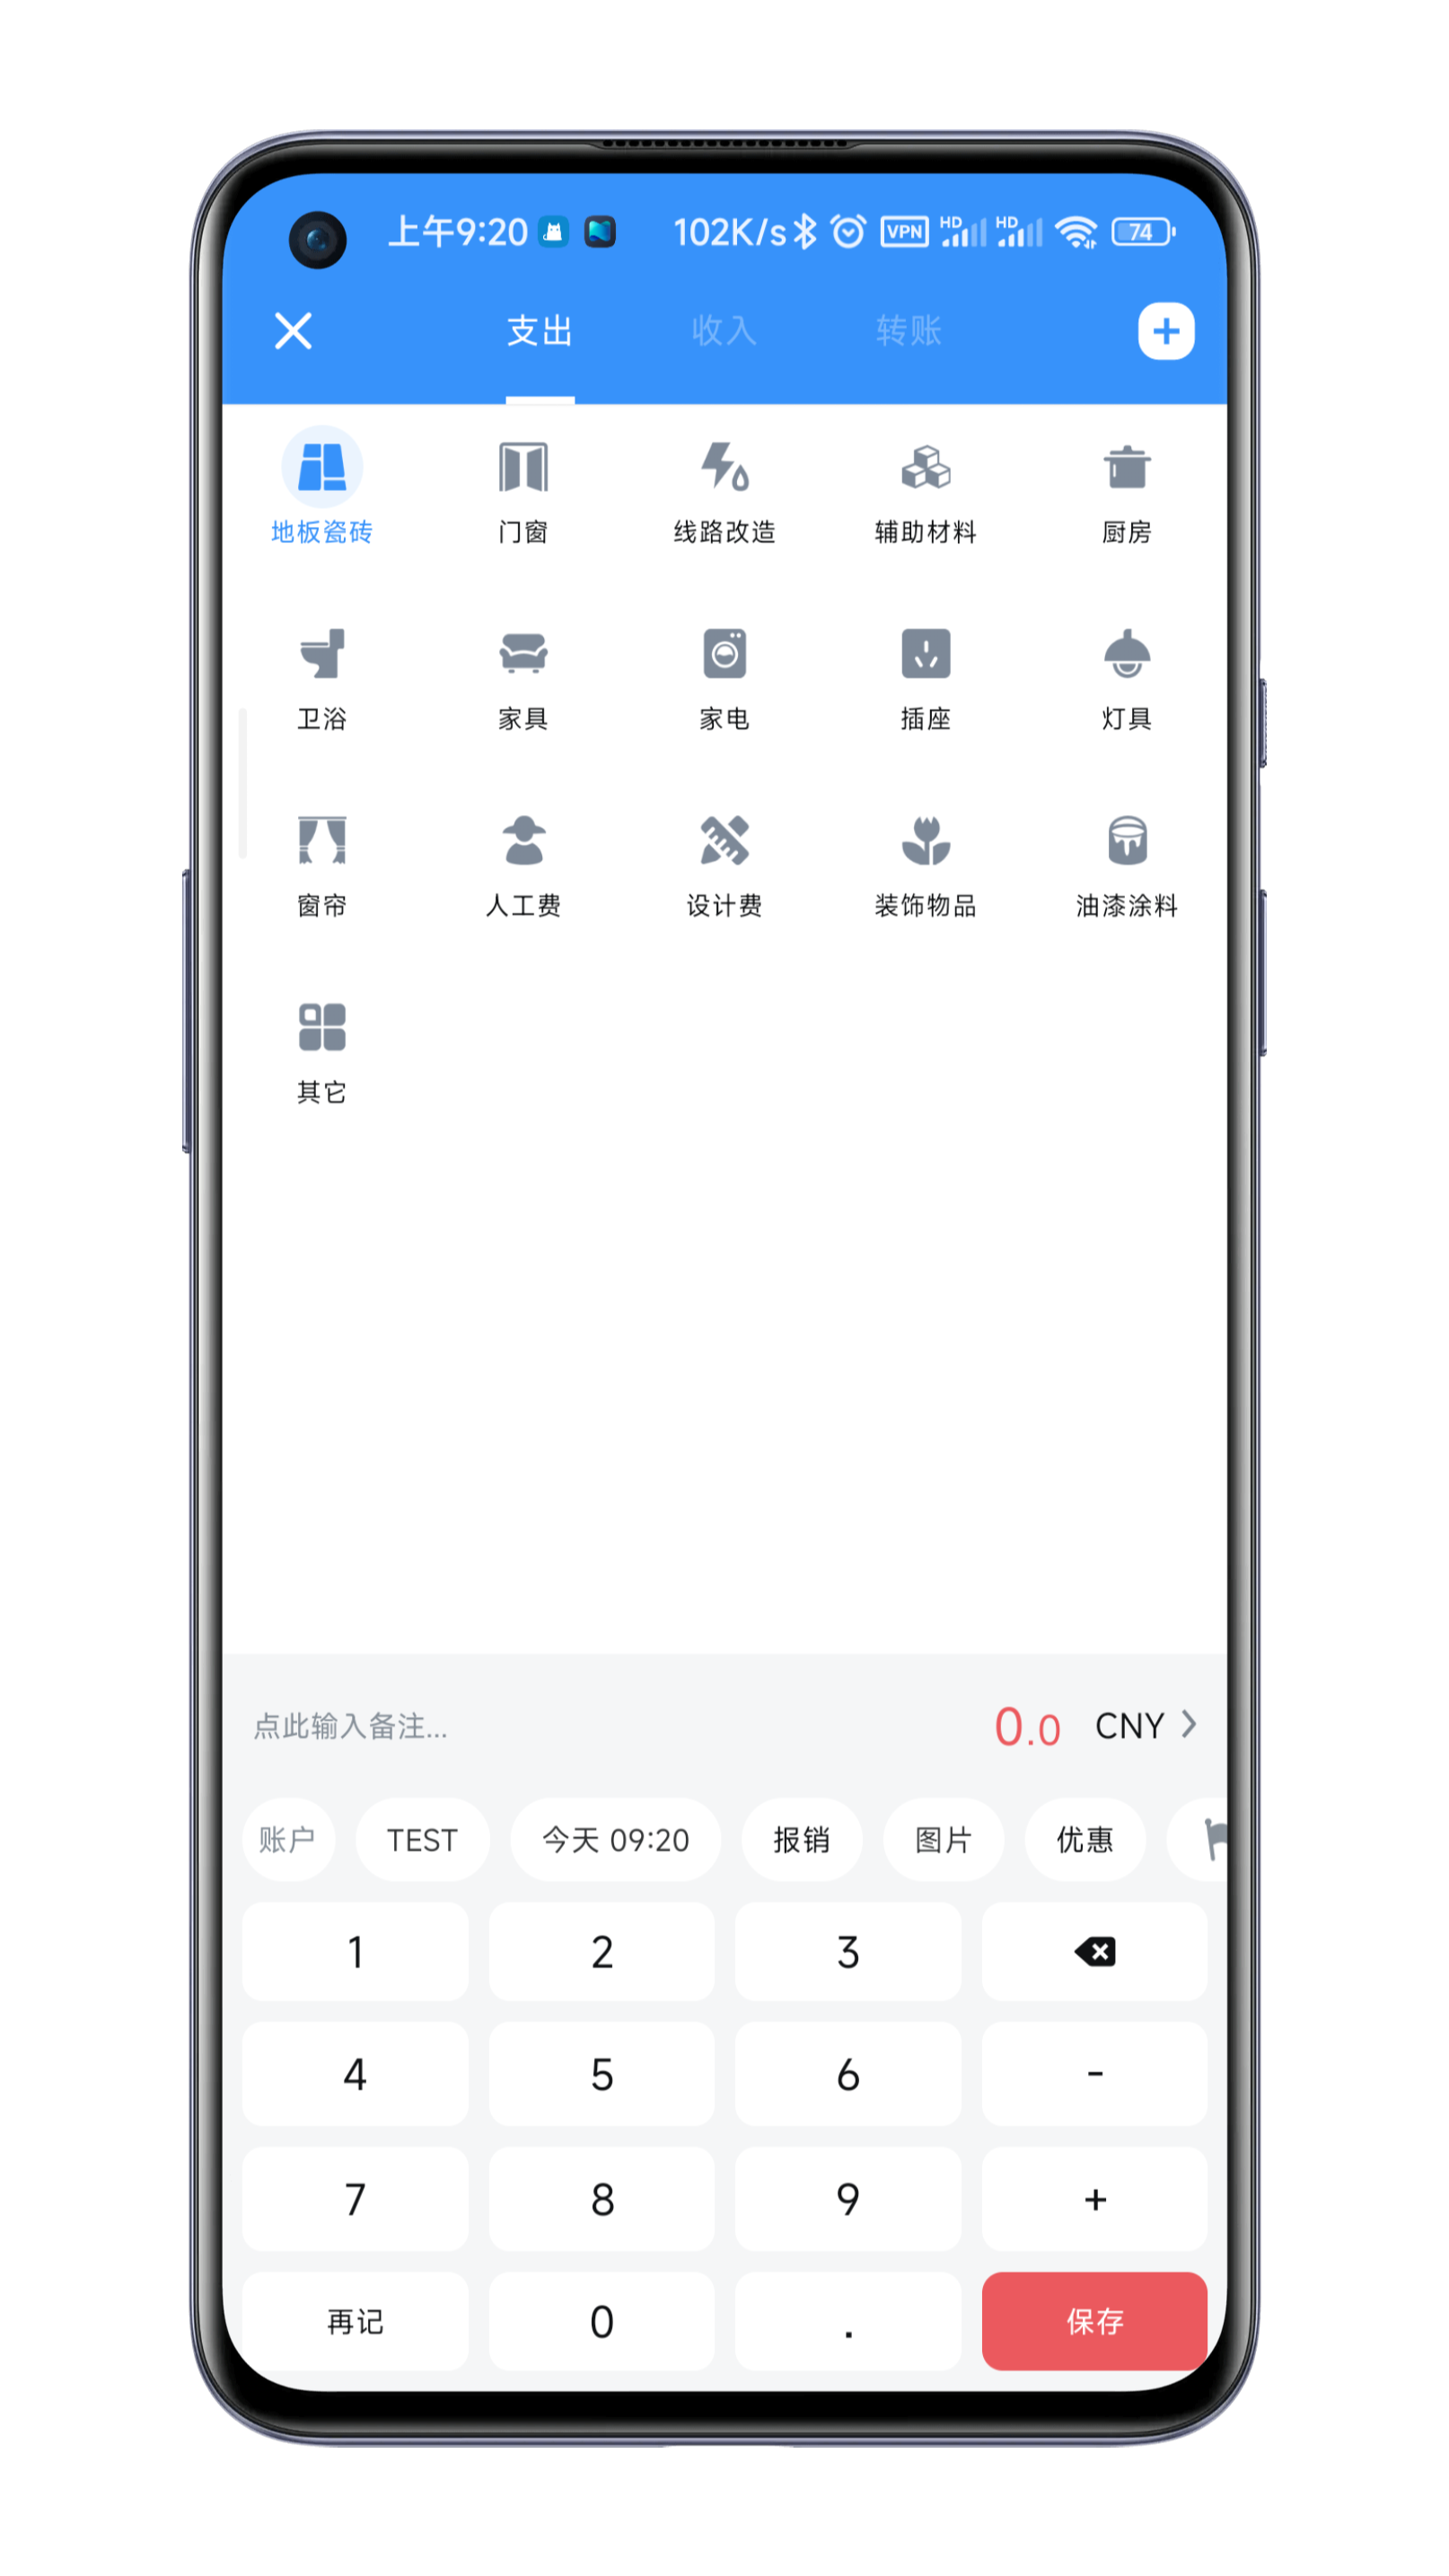 上午9:20 102K/s VPN HD HD 74
支出 收入 转账
地板瓷砖 门窗 线路改造 辅助材料 厨房
卫浴 家具 家电 插座 灯具
窗帘 人工费 设计费 装饰物品 油漆涂料
其它
点此输入备注... 0.0 CNY
账户 TEST 今天 09:20 报销 图片 优惠
1 2 3
4 5 6 -
7 8 9 +
再记 0 . 保存